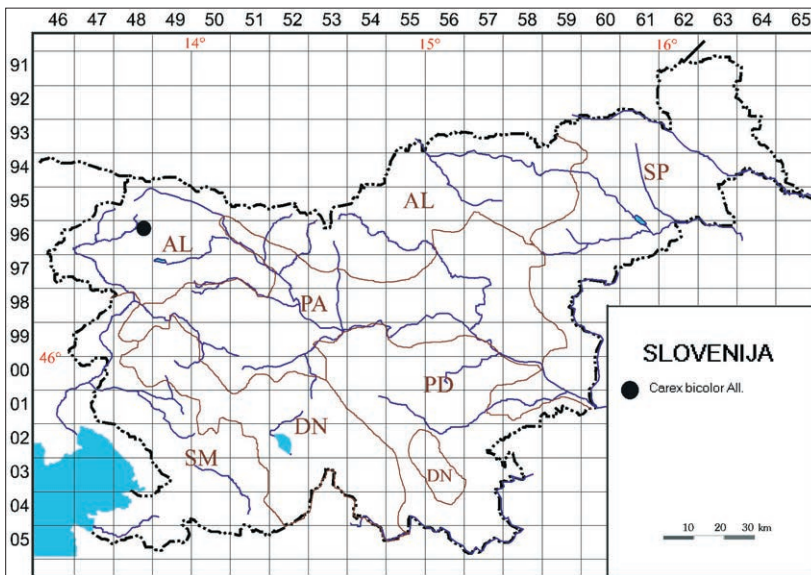 46 47 48 49 50 51 52 53 54 55 56 57 58 59 60 61 62 63 64 65
14° 15° 16°
91
92
93
94
SP
95
AL
96
AL
97
98
PA
99
46°
SLOVENIJA
00
PD
Carex bicolor All.
01
DN
02
SM
03
DN
04
05
10 20 30 km